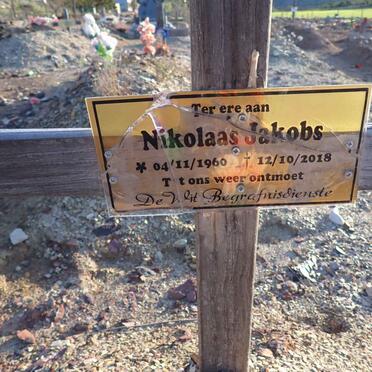 Ter ere aan
Nikolaas Jakobs
* 04/11/1960 † 12/10/2018
Tot ons weer ontmoet
De Wit Begrafnisdienste